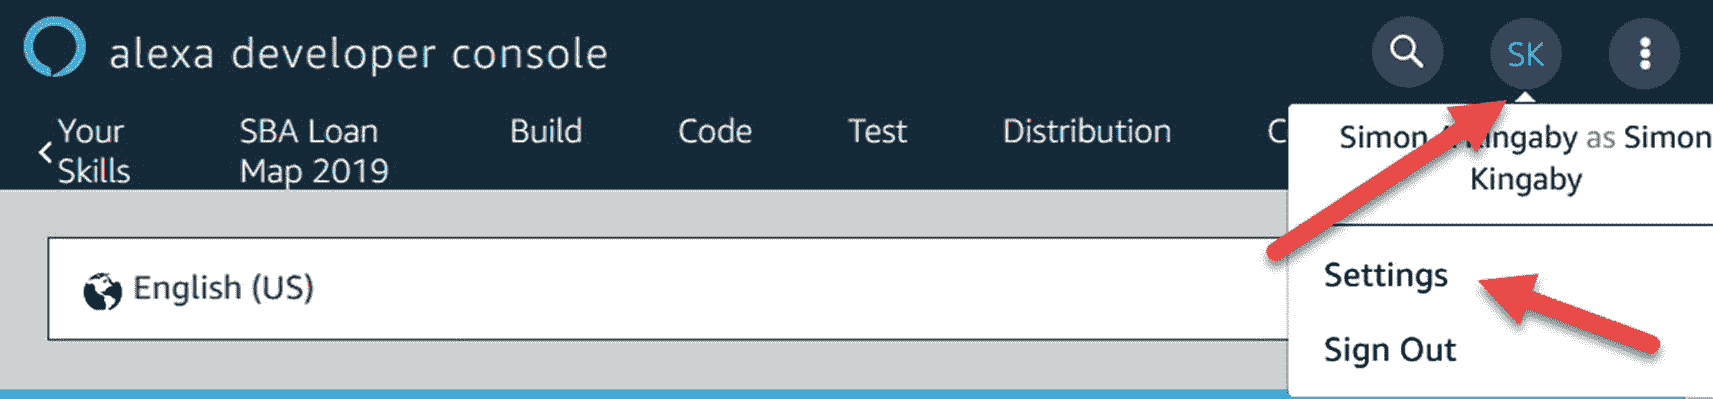 alexa developer console
SK
Your
Skills
SBA Loan
Map 2019
Build
Code
Test
Distribution
C
Simon Kingaby as Simon
Kingaby
English (US)
Settings
Sign Out